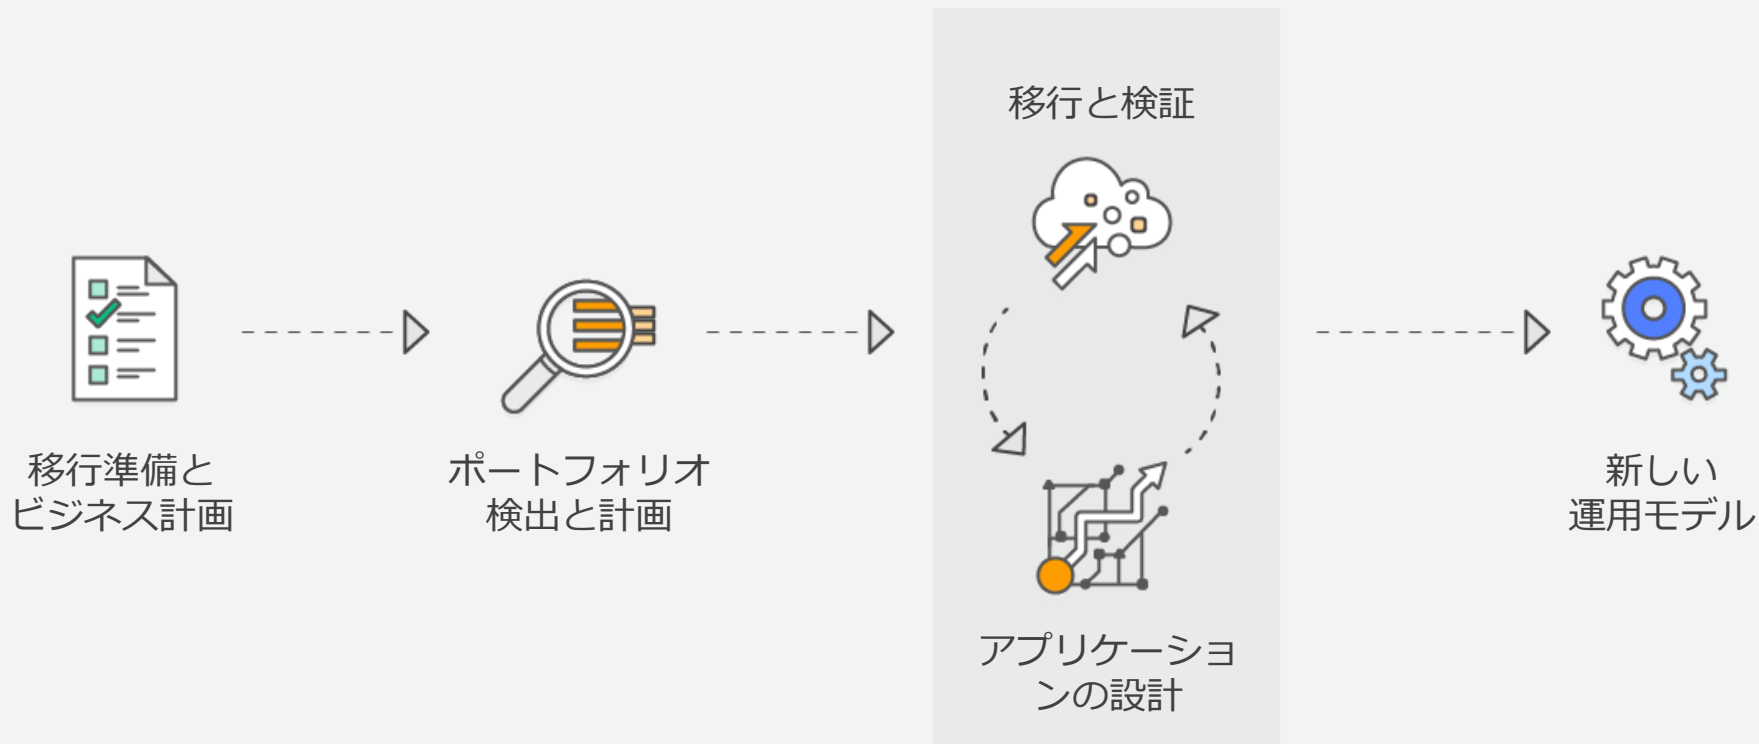 移行準備と
ビジネス計画
ポートフォリオ
検出と計画
移行と検証
アプリケーショ
ンの設計
新しい
運用モデル